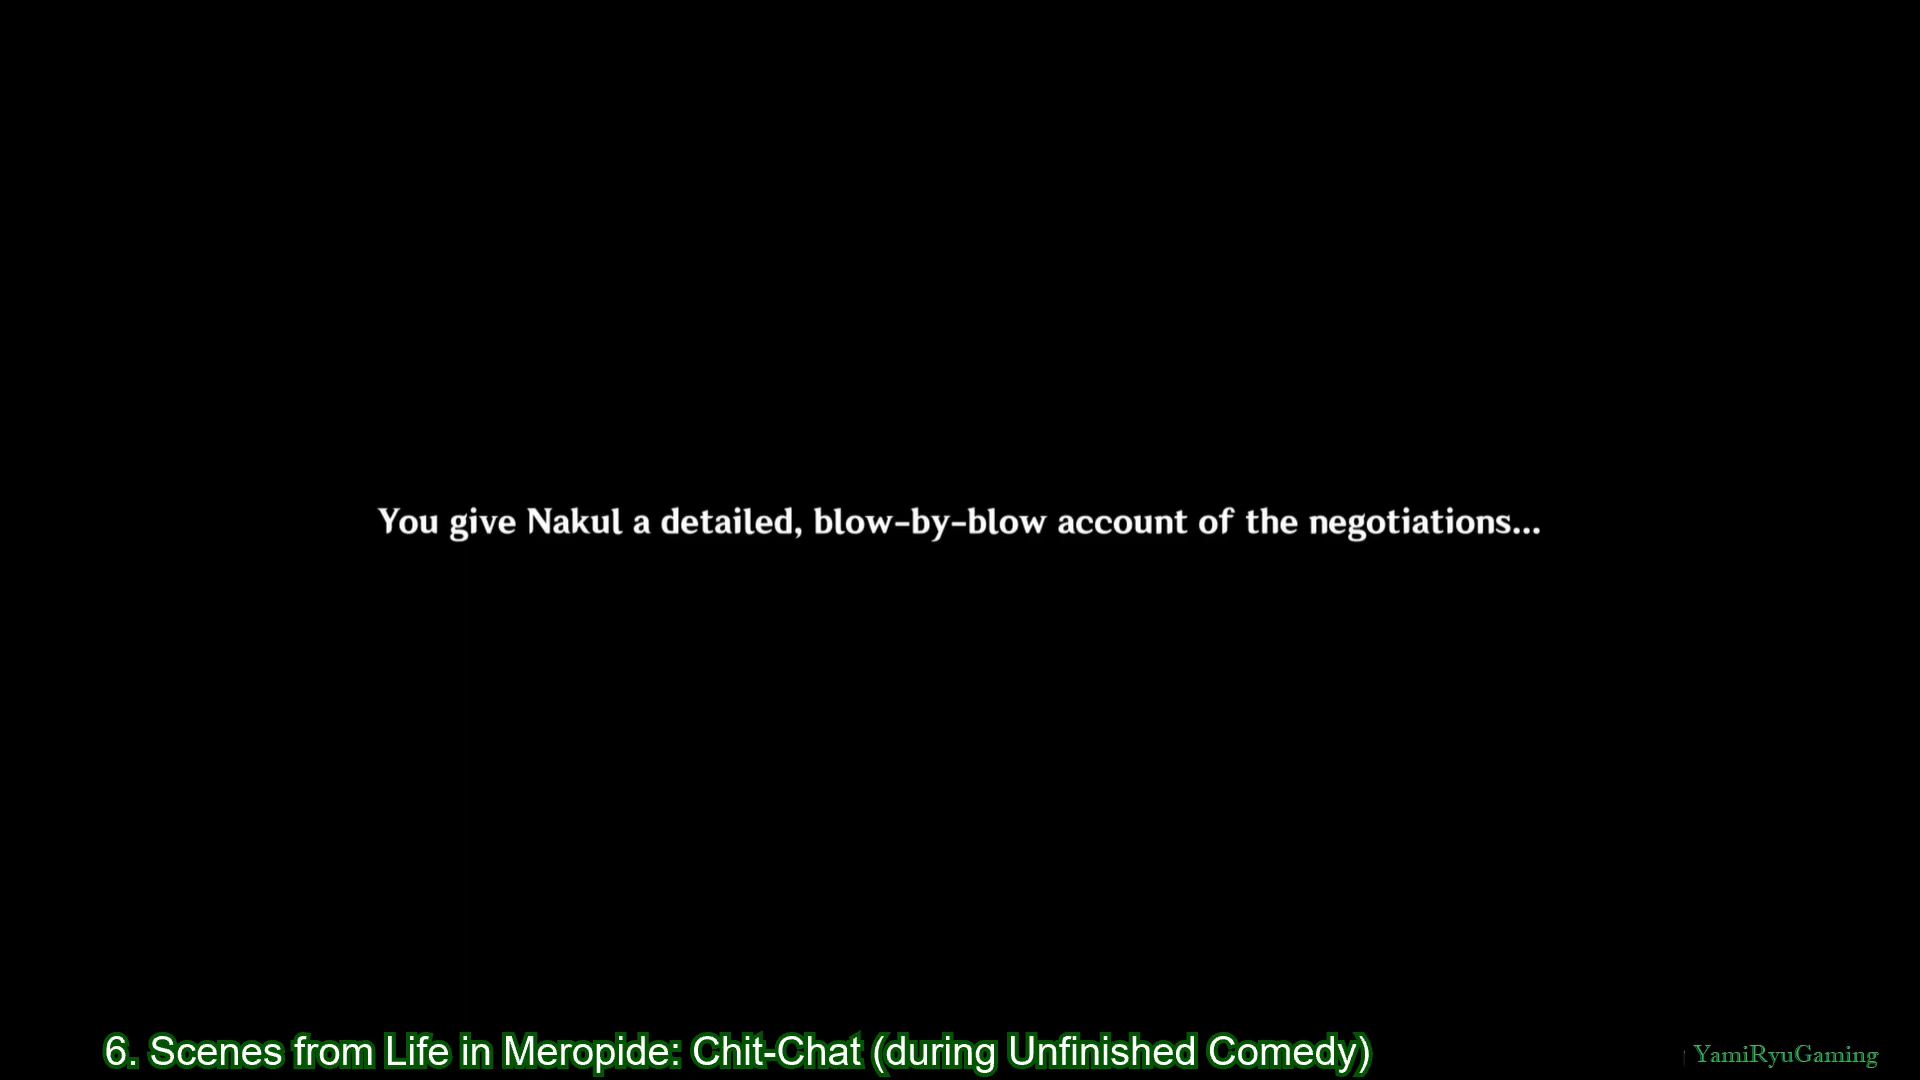 You give Nakul a detailed, blow-by-blow account of the negotiations...
6. Scenes from Life in Meropide: Chit-Chat (during Unfinished Comedy)
YamiRyuGaming